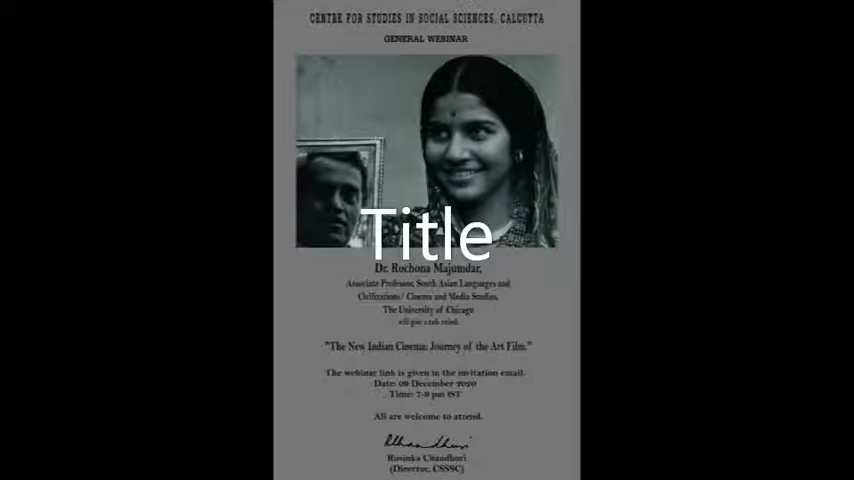 CENTRE FOR STUDIES IN SOCIAL SCIENCES, CALCUTTA
GENERAL WEBINAR
Title
Dr. Rochona Majumdar,
Associate Professor, South Asian Languages and
Civilizations / Cinema and Media Studies,
The University of Chicago
will give a talk titled:
"The New Indian Cinema: Journey of the Art Film."
The webinar link is given in the invitation email.
Date: 09 December 2020
Time: 7-9 pm IST
All are welcome to attend.
Rosinka Chaudhuri
(Director, CSSSC)